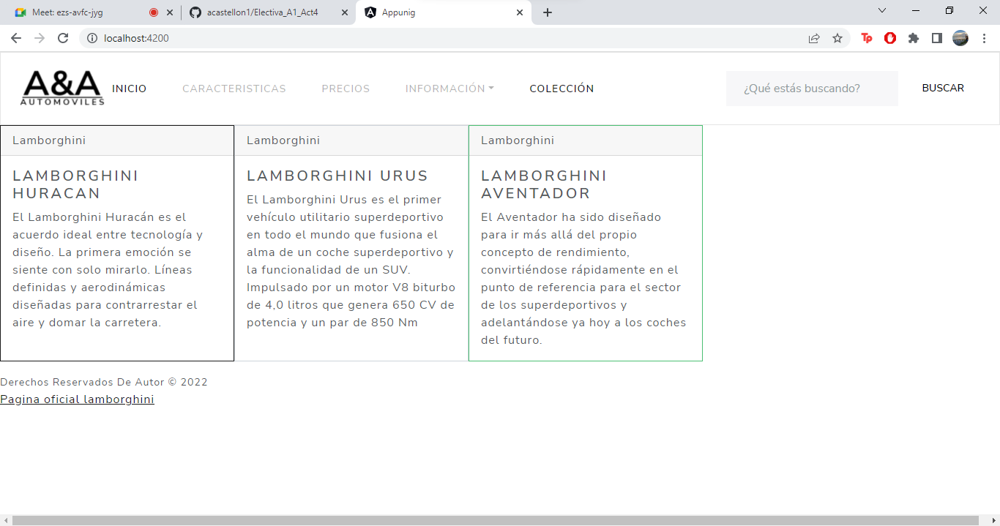 Meet: ezs-avfc-jyg
acastellon1/Electiva_A1_Act4
Appunig
localhost:4200
Tp
A&A
AUTOMOVILES
INICIO
CARACTERISTICAS
PRECIOS
INFORMACIÓN
COLECCIÓN
¿Qué estás buscando?
BUSCAR
Lamborghini
LAMBORGHINI
HURACAN
El Lamborghini Huracán es el
acuerdo ideal entre tecnología y
diseño. La primera emoción se
siente con solo mirarlo. Líneas
definidas y aerodinámicas
diseñadas para contrarrestar el
aire y domar la carretera.
Lamborghini
LAMBORGHINI URUS
El Lamborghini Urus es el primer
vehículo utilitario superdeportivo
en todo el mundo que fusiona el
alma de un coche superdeportivo y
la funcionalidad de un SUV.
Impulsado por un motor V8 biturbo
de 4,0 litros que genera 650 CV de
potencia y un par de 850 Nm
Lamborghini
LAMBORGHINI
AVENTADOR
El Aventador ha sido diseñado
para ir más allá del propio
concepto de rendimiento,
convirtiéndose rápidamente en el
punto de referencia para el sector
de los superdeportivos y
adelantándose ya hoy a los coches
del futuro.
Derechos Reservados De Autor © 2022
Pagina oficial lamborghini